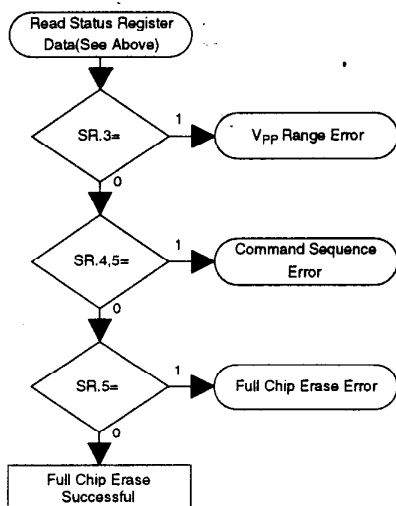 Read Status Register
Data(See Above)
SR.3=
1
VPP Range Error
0
SR.4,5=
1
Command Sequence
Error
0
SR.5=
1
Full Chip Erase Error
0
Full Chip Erase
Successful